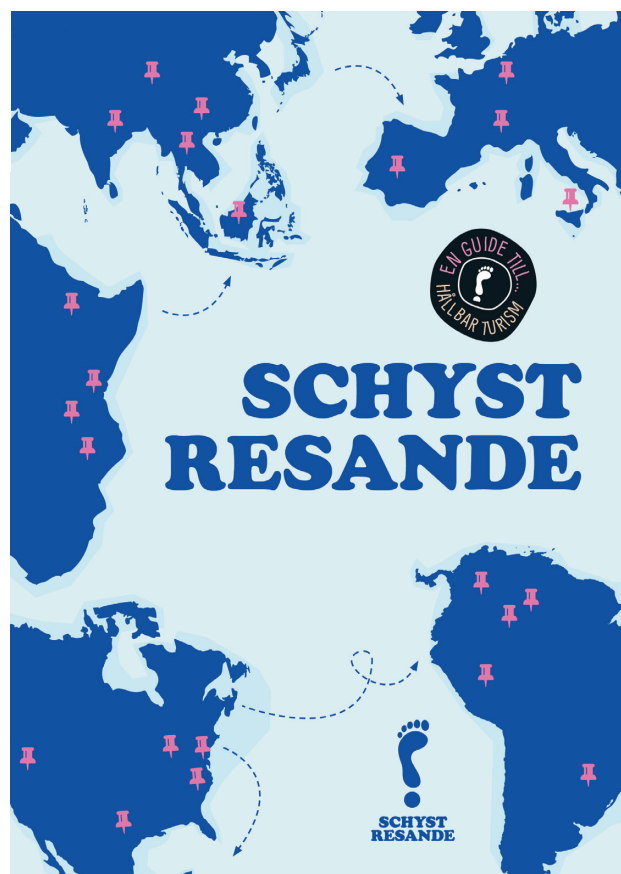 EN GUIDE TILL...
HÅLLBAR TURISM
SCHYST
RESANDE
SCHYST
RESANDE